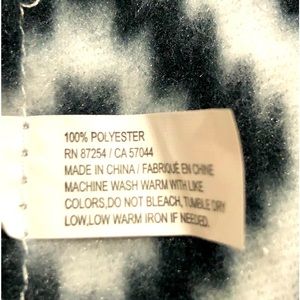 100% POLYESTER
RN 87254 / CA 57044
MADE IN CHINA / FABRIQUÉ EN CHINE
MACHINE WASH WARM WITH LIKE
COLORS,DO NOT BLEACH,TUMBLE DRY
LOW,LOW WARM IRON IF NEEDED